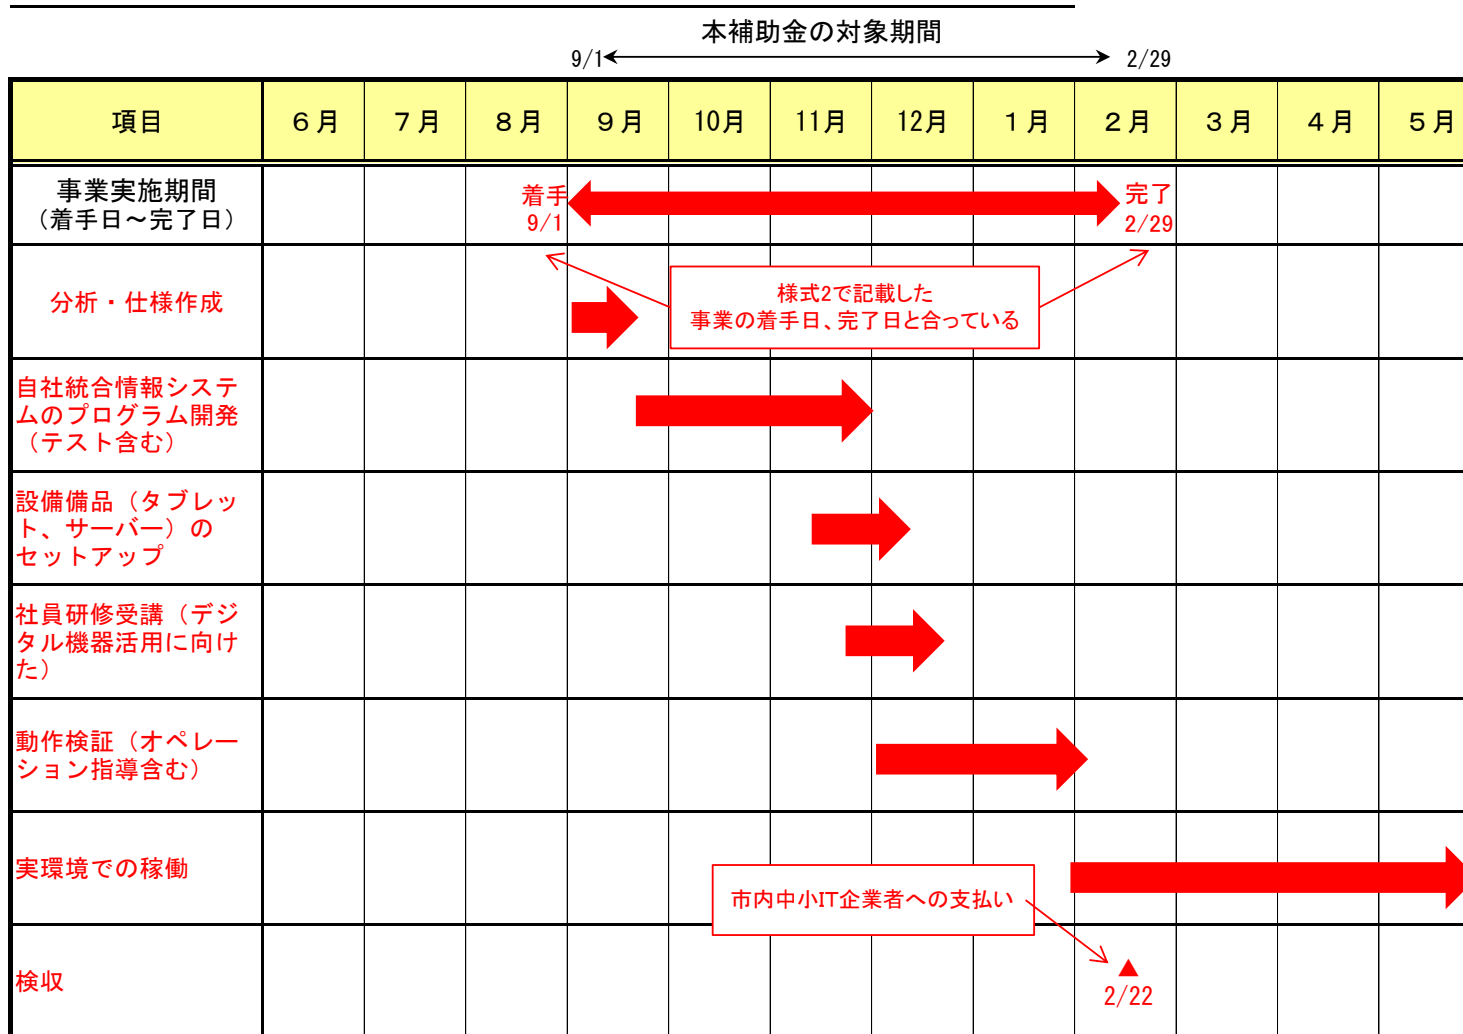 本補助金の対象期間
9/1 2/29
項目 6月 7月 8月 9月 10月 11月 12月 1月 2月 3月 4月 5月
事業実施期間
（着手日～完了日）
着手
9/1
完了
2/29
分析・仕様作成
様式2で記載した
事業の着手日、完了日と合っている
自社統合情報システ
ムのプログラム開発
（テスト含む）
設備備品（タブレッ
ト、サーバー）の
セットアップ
社員研修受講（デジ
タル機器活用に向け
た）
動作検証（オペレー
ション指導含む）
実環境での稼働
市内中小IT企業者への支払い
検収
▲
2/22